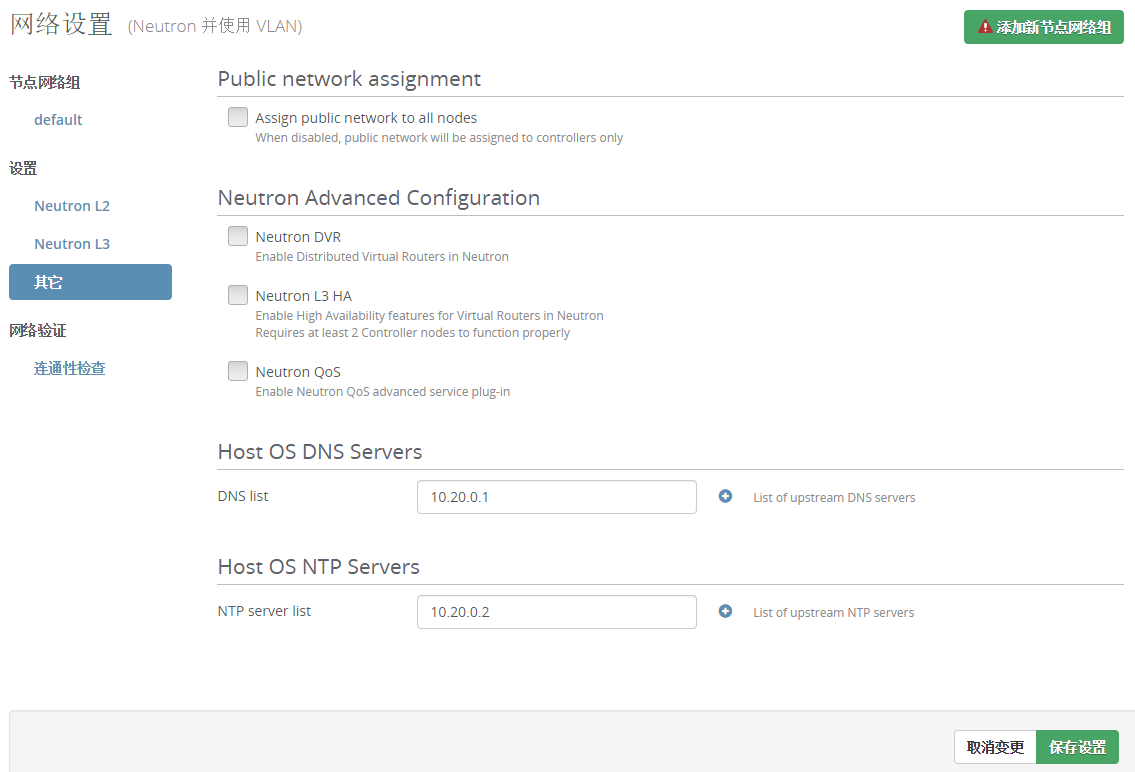 网络设置 (Neutron 并使用 VLAN)
添加新节点网络组
节点网络组
default
设置
Neutron L2
Neutron L3
其它
网络验证
连通性检查
Public network assignment
Assign public network to all nodes
When disabled, public network will be assigned to controllers only
Neutron Advanced Configuration
Neutron DVR
Enable Distributed Virtual Routers in Neutron
Neutron L3 HA
Enable High Availability features for Virtual Routers in Neutron
Requires at least 2 Controller nodes to function properly
Neutron QoS
Enable Neutron QoS advanced service plug-in
Host OS DNS Servers
DNS list 10.20.0.1 List of upstream DNS servers
Host OS NTP Servers
NTP server list 10.20.0.2 List of upstream NTP servers
取消变更 保存设置